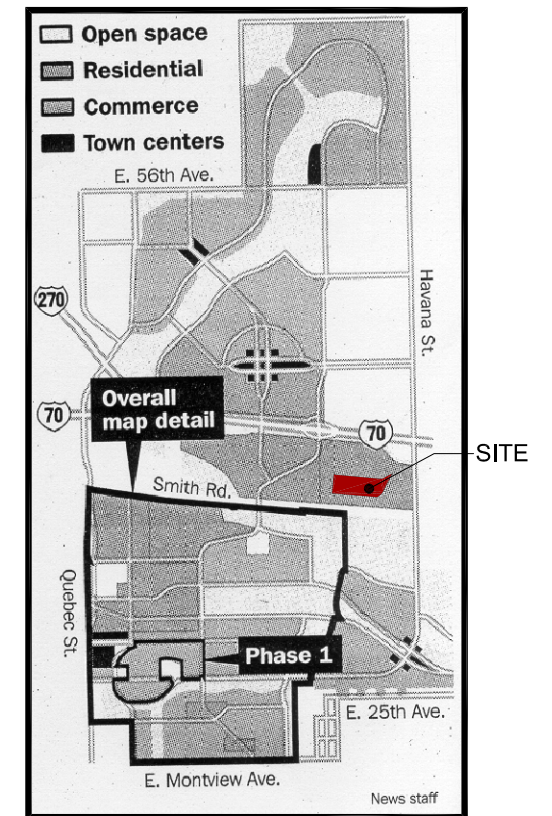 Open space
Residential
Commerce
Town centers
E. 56th Ave.
Havana St.
270
70
Overall
map detail
70
SITE
Smith Rd.
Quebec St.
Phase 1
E. 25th Ave.
E. Montview Ave.
News staff